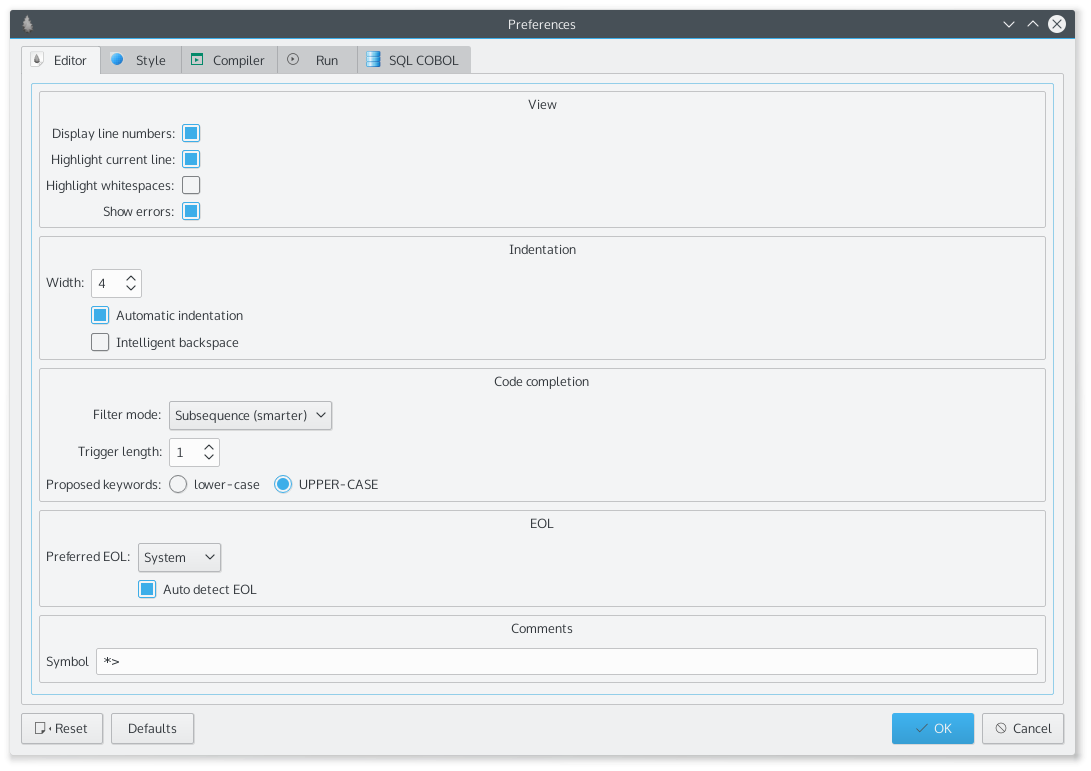 Preferences
Editor Style Compiler Run SQL COBOL
View
Display line numbers:
Highlight current line:
Highlight whitespaces:
Show errors:
Indentation
Width: 4
Automatic indentation
Intelligent backspace
Code completion
Filter mode: Subsequence (smarter)
Trigger length: 1
Proposed keywords: lower-case UPPER-CASE
EOL
Preferred EOL: System
Auto detect EOL
Comments
Symbol *>
Reset Defaults OK Cancel